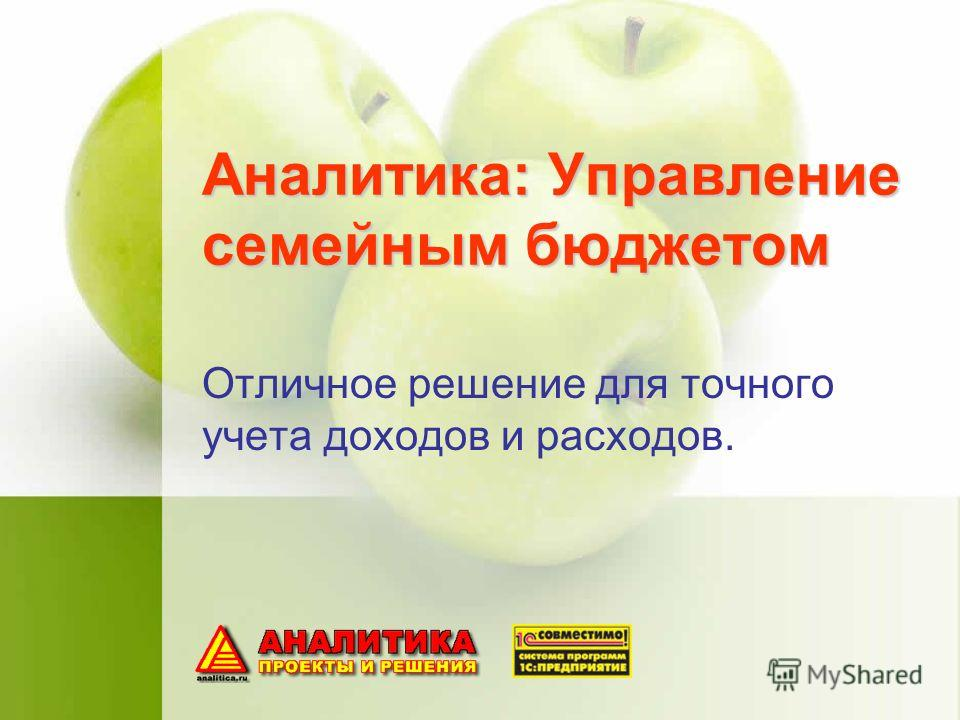 Аналитика: Управление
семейным бюджетом
Отличное решение для точного
учета доходов и расходов.
АНАЛИТИКА
ПРОЕКТЫ И РЕШЕНИЯ
analitica.ru
1С СОВМЕСТИМО!
система программ
1С:ПРЕДПРИЯТИЕ
MyShared